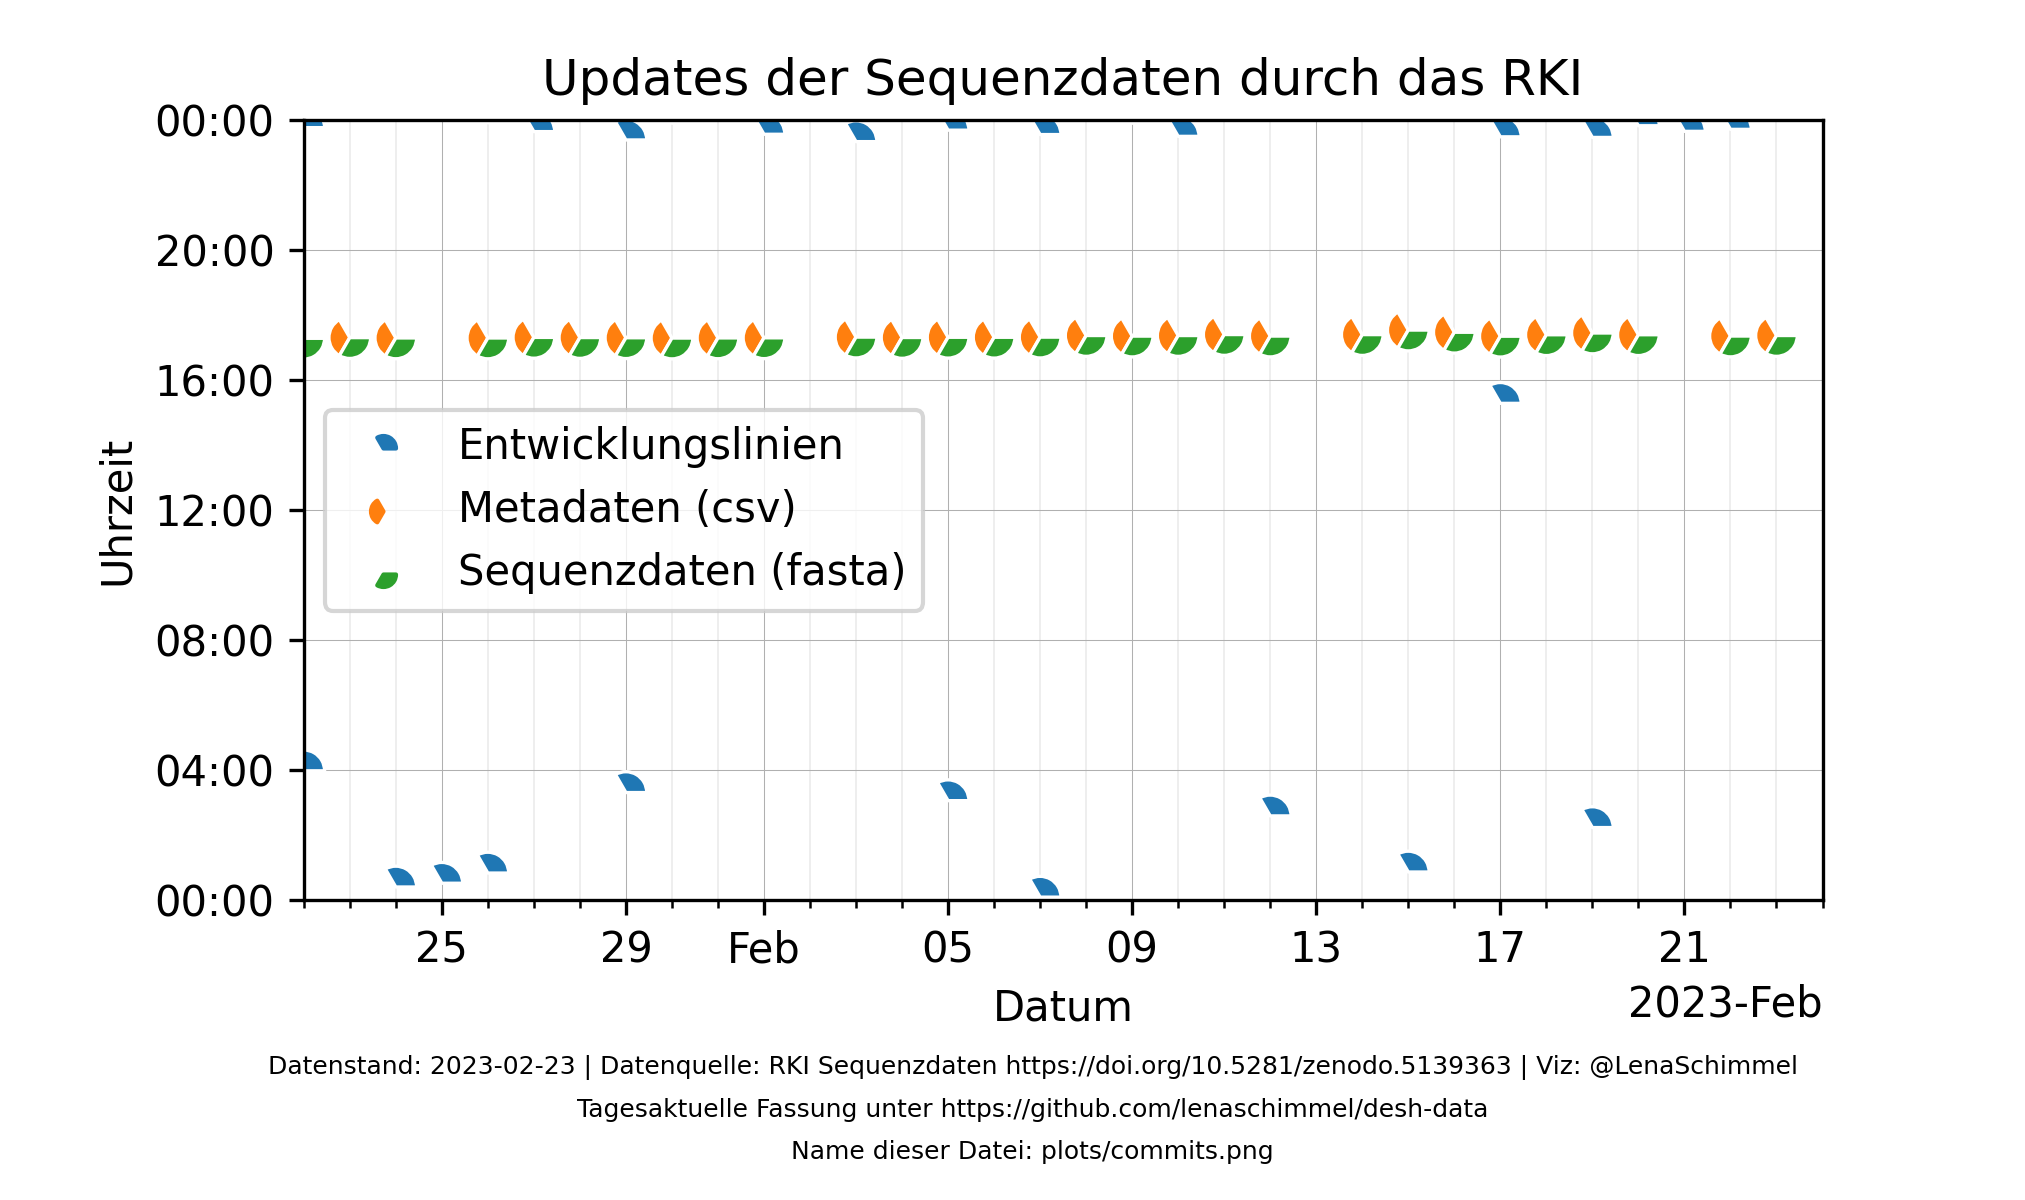 Updates der Sequenzdaten durch das RKI
00:00
20:00
16:00
12:00
08:00
04:00
00:00
Uhrzeit
Entwicklungslinien
Metadaten (csv)
Sequenzdaten (fasta)
25 29 Feb 05 09 13 17 21
Datum
2023-Feb
Datenstand: 2023-02-23 | Datenquelle: RKI Sequenzdaten https://doi.org/10.5281/zenodo.5139363 | Viz: @LenaSchimmel
Tagesaktuelle Fassung unter https://github.com/lenaschimmel/desh-data
Name dieser Datei: plots/commits.png